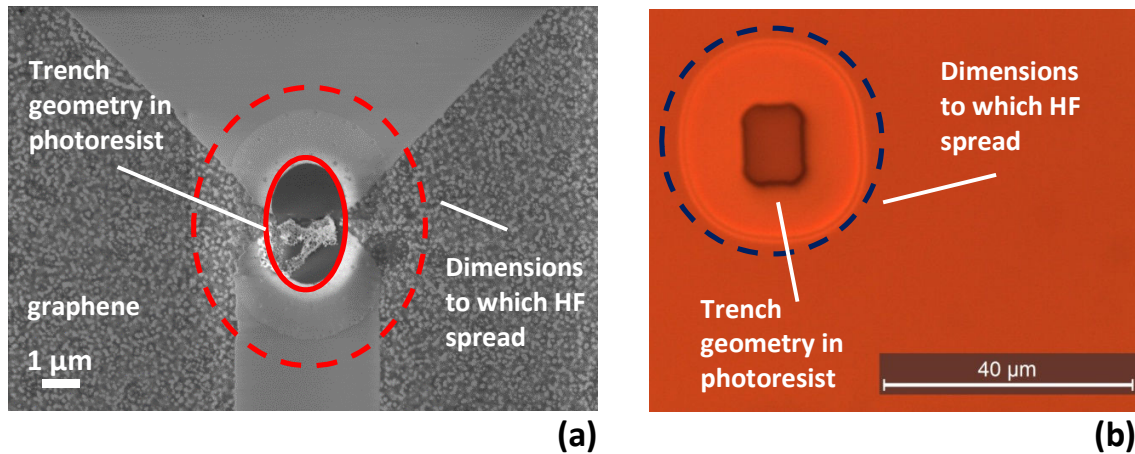 Trench
geometry in
photoresist
Dimensions
to which HF
spread
graphene
1 µm
(a)
Dimensions
to which HF
spread
Trench
geometry in
photoresist
40 µm
(b)